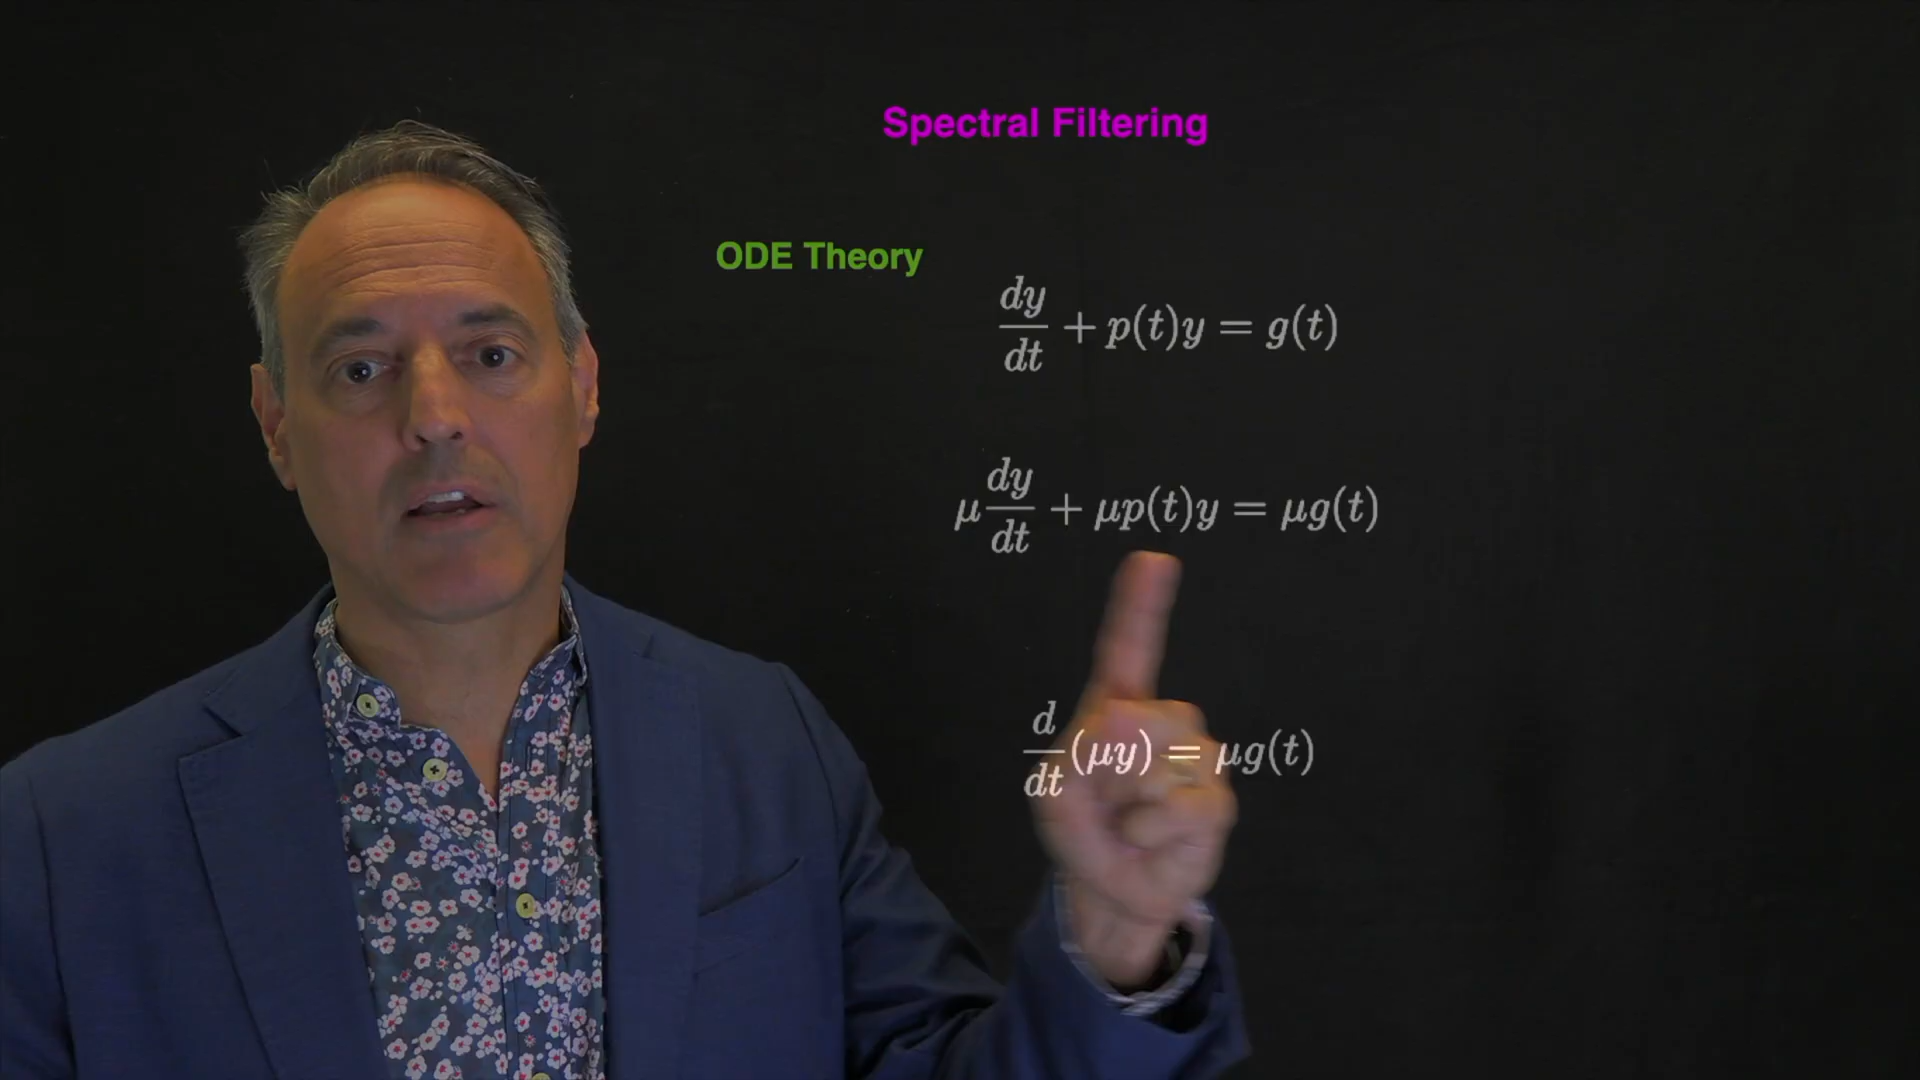 Spectral Filtering
ODE Theory
dy/dt + p(t)y = g(t)
μ dy/dt + μp(t)y = μg(t)
d/dt (μy) = μg(t)